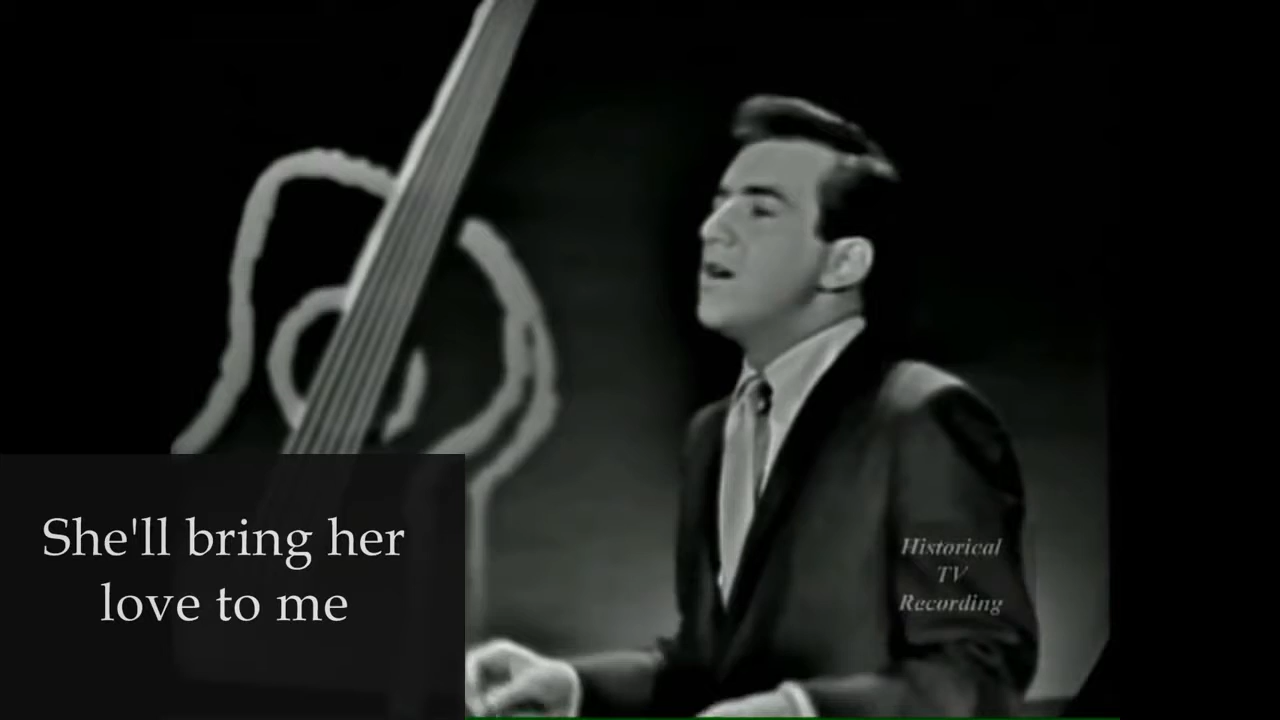 She'll bring her
love to me
Historical
TV
Recording